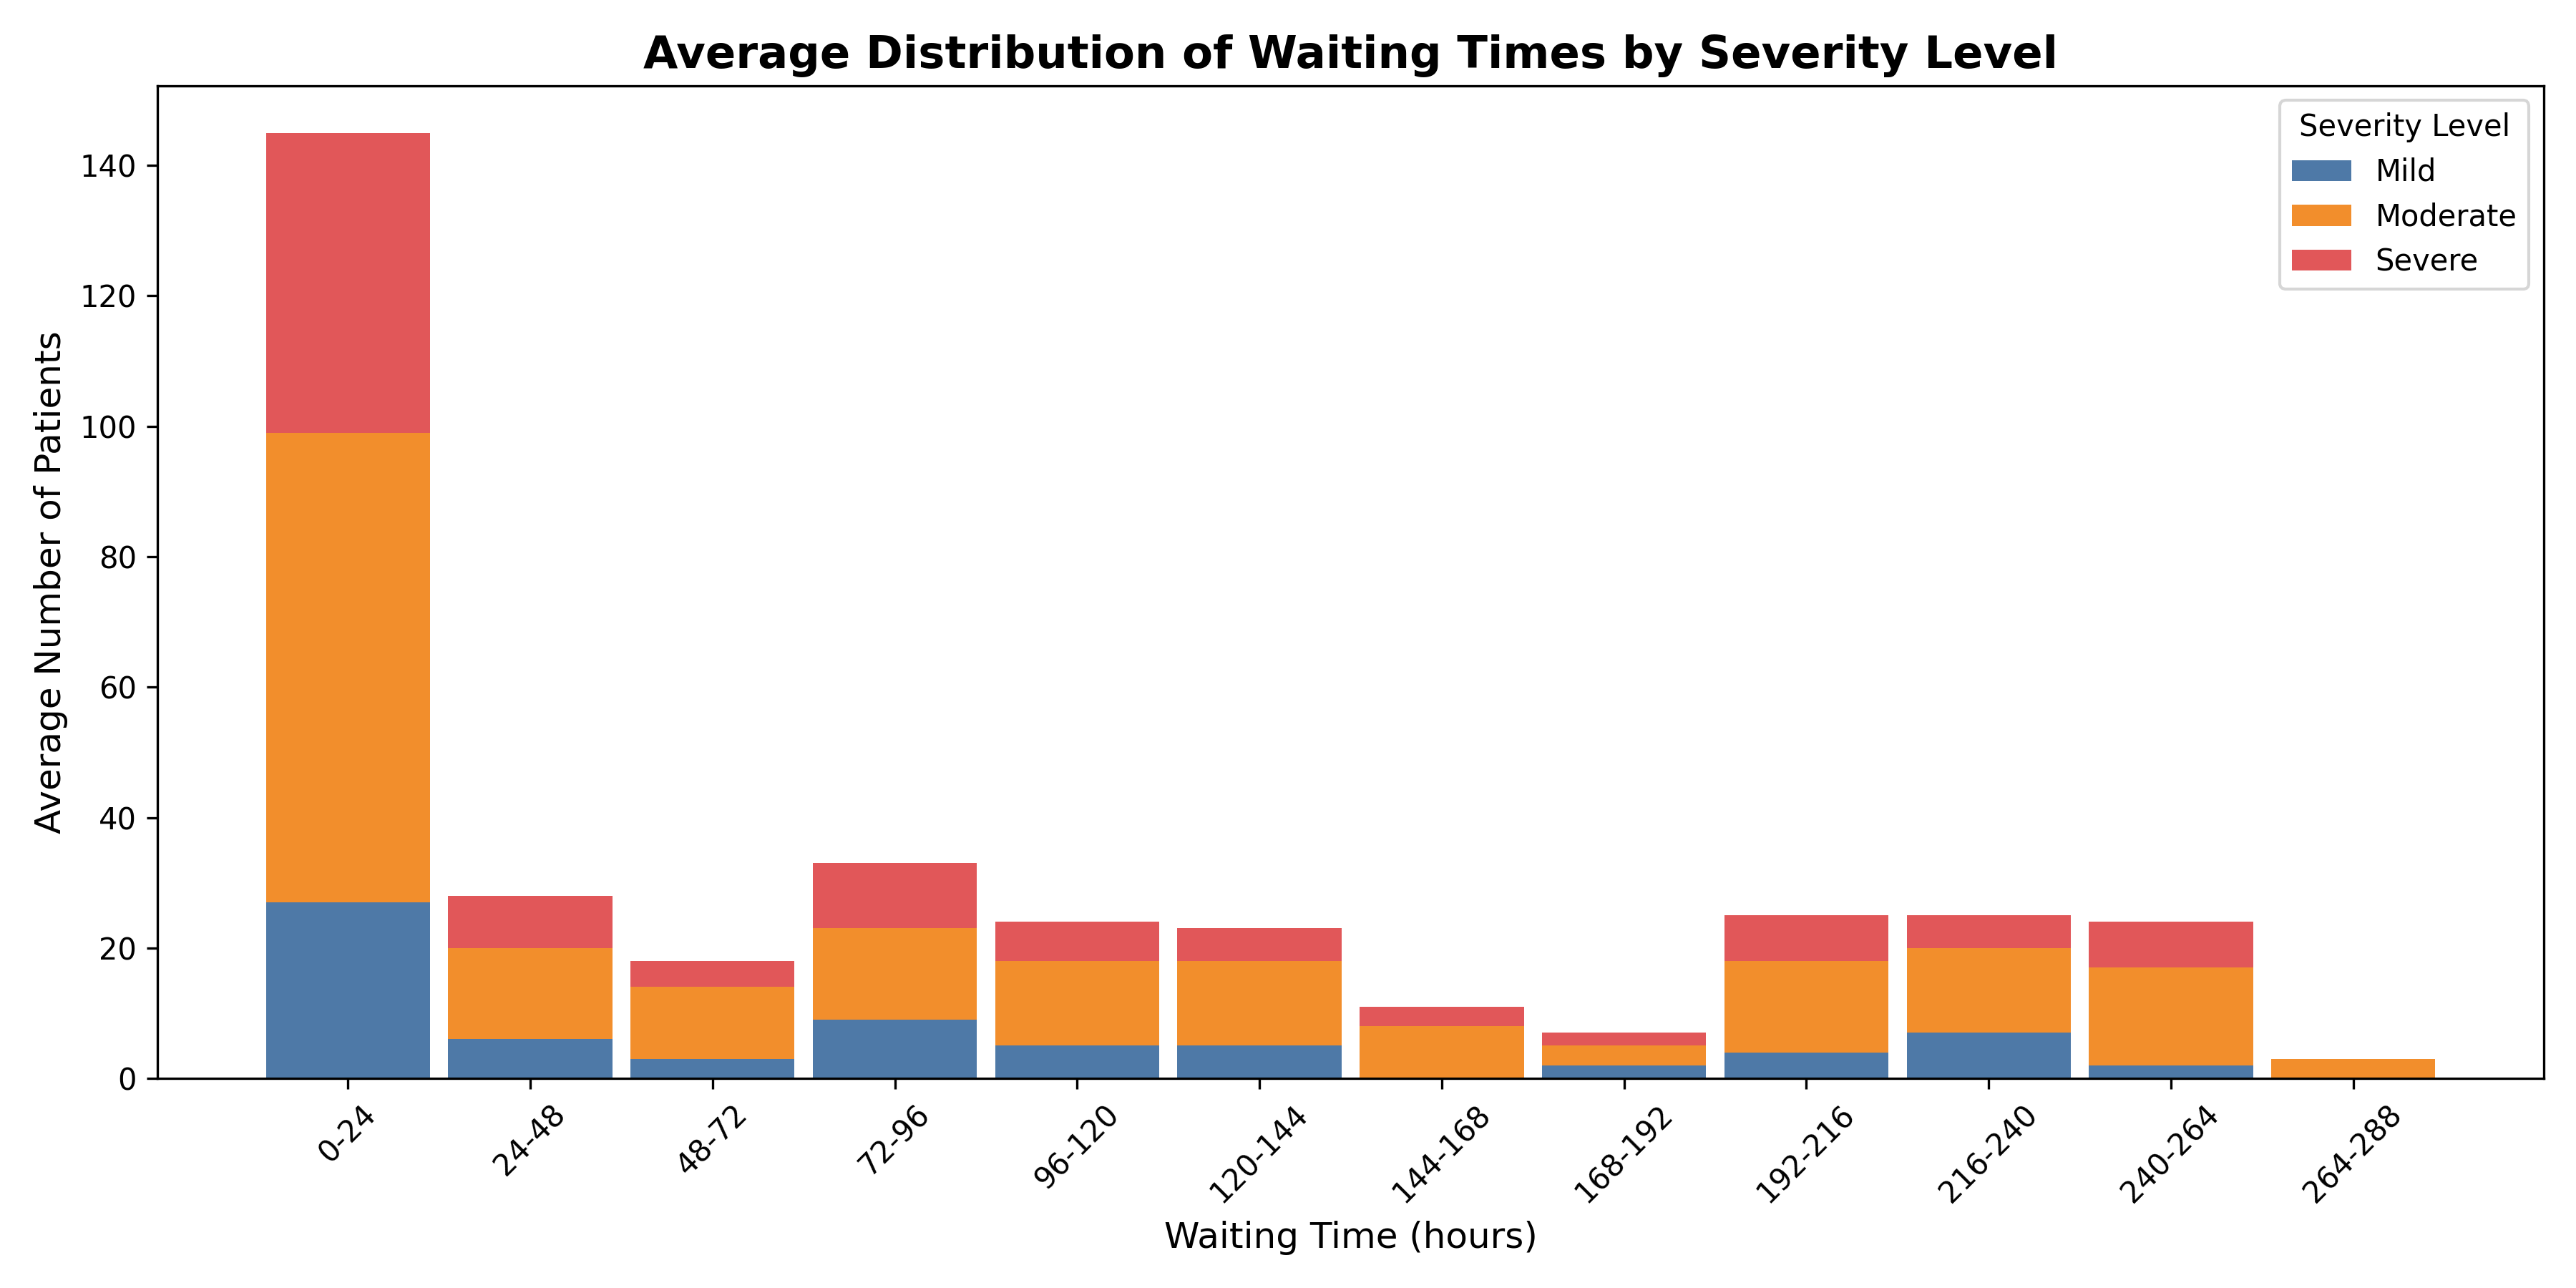 Average Distribution of Waiting Times by Severity Level
Severity Level
Mild
Moderate
Severe
Average Number of Patients
140
120
100
80
60
40
20
0
0-24
24-48
48-72
72-96
96-120
120-144
144-168
168-192
192-216
216-240
240-264
264-288
Waiting Time (hours)